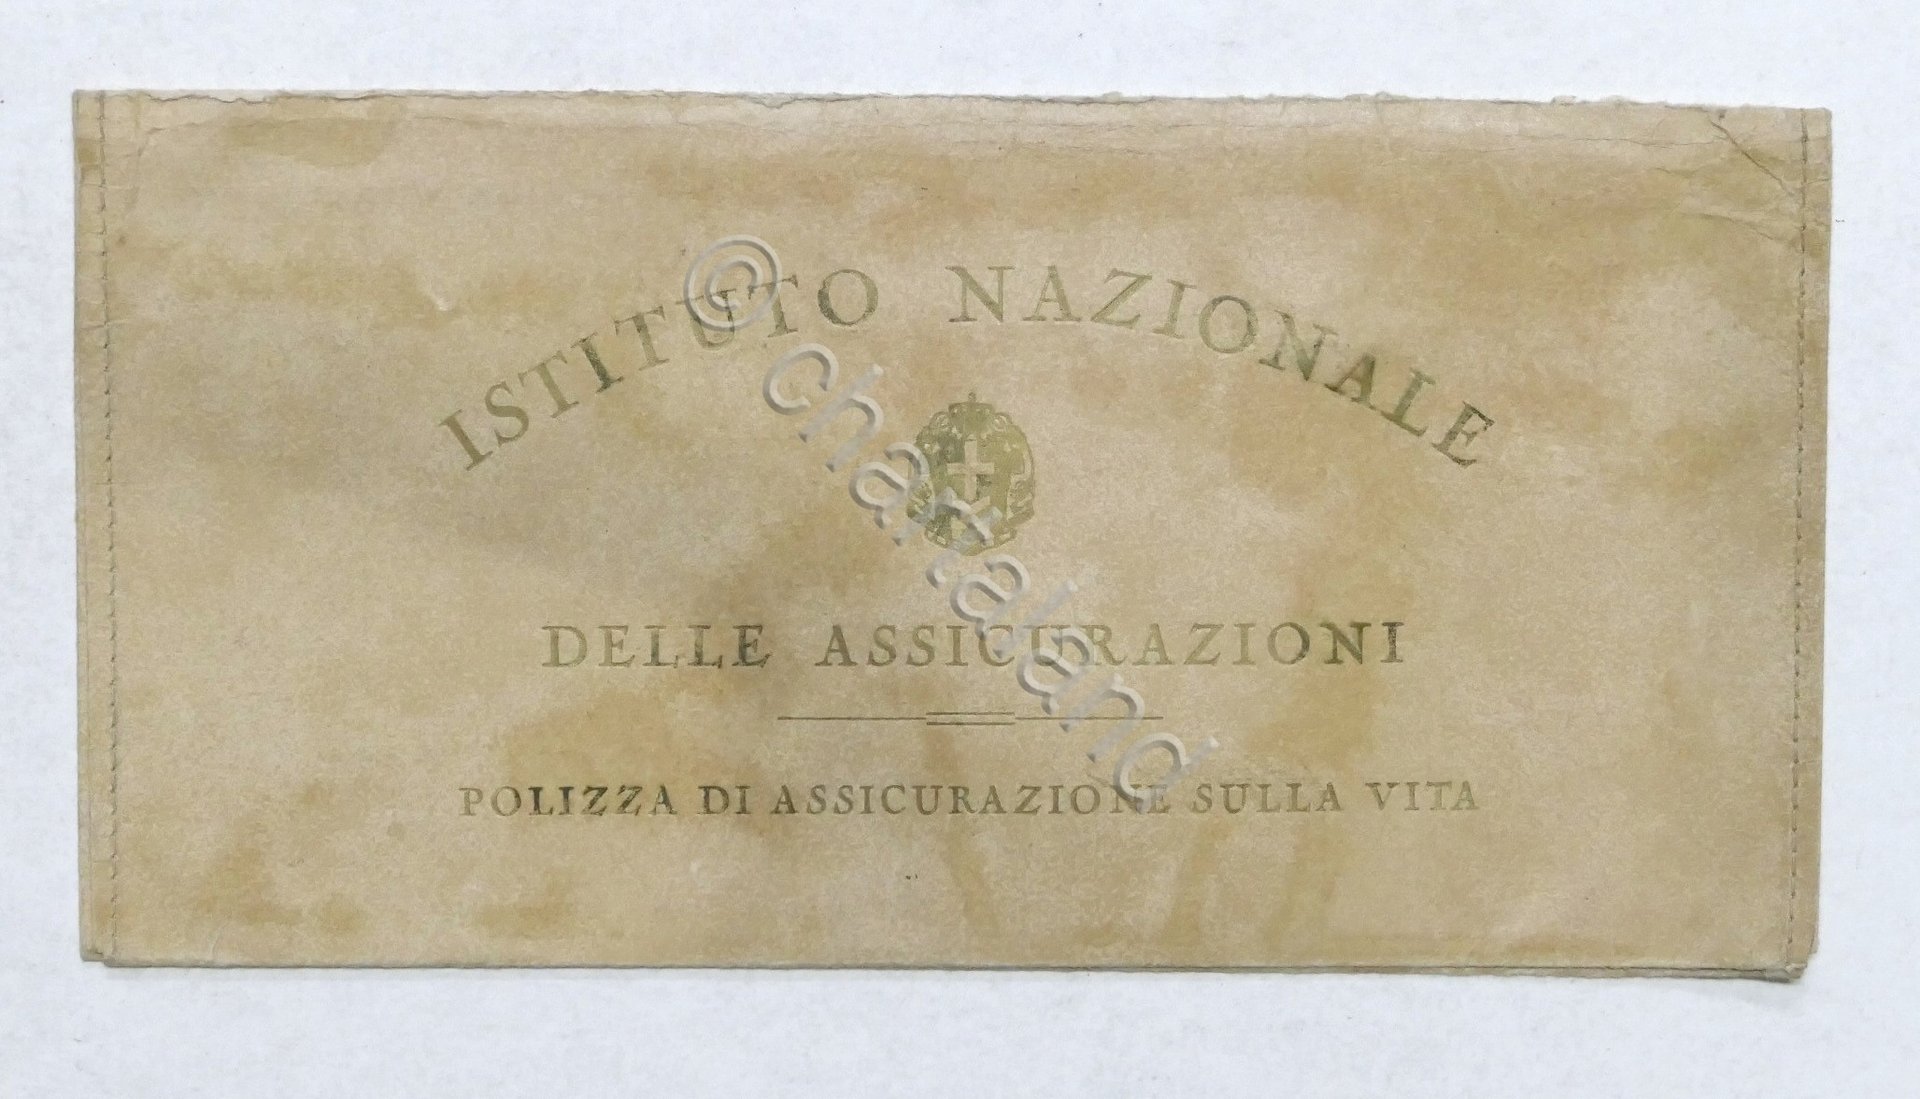 ISTITUTO NAZIONALE
DELLE ASSICURAZIONI
POLIZZA DI ASSICURAZIONE SULLA VITA
© chartaland